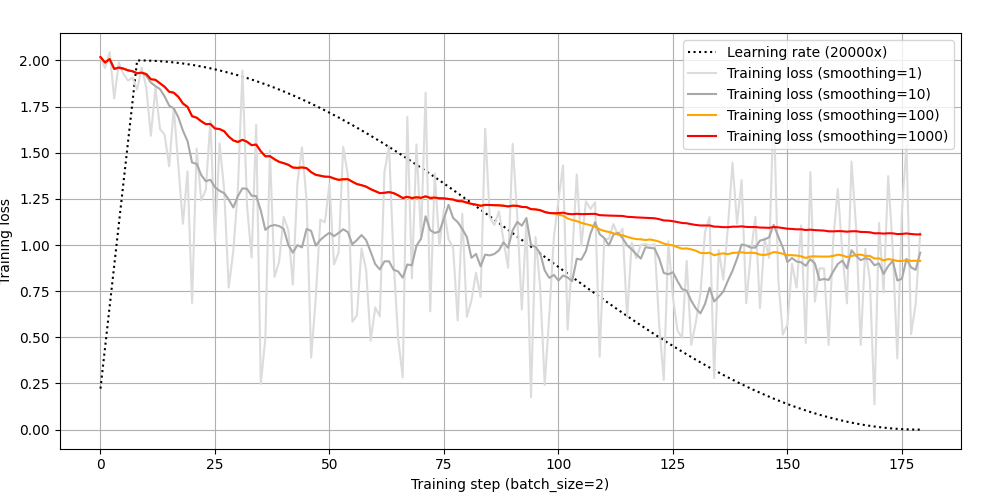 Learning rate (20000x)
Training loss (smoothing=1)
Training loss (smoothing=10)
Training loss (smoothing=100)
Training loss (smoothing=1000)
Training loss
2.00
1.75
1.50
1.25
1.00
0.75
0.50
0.25
0.00
0 25 50 75 100 125 150 175
Training step (batch_size=2)